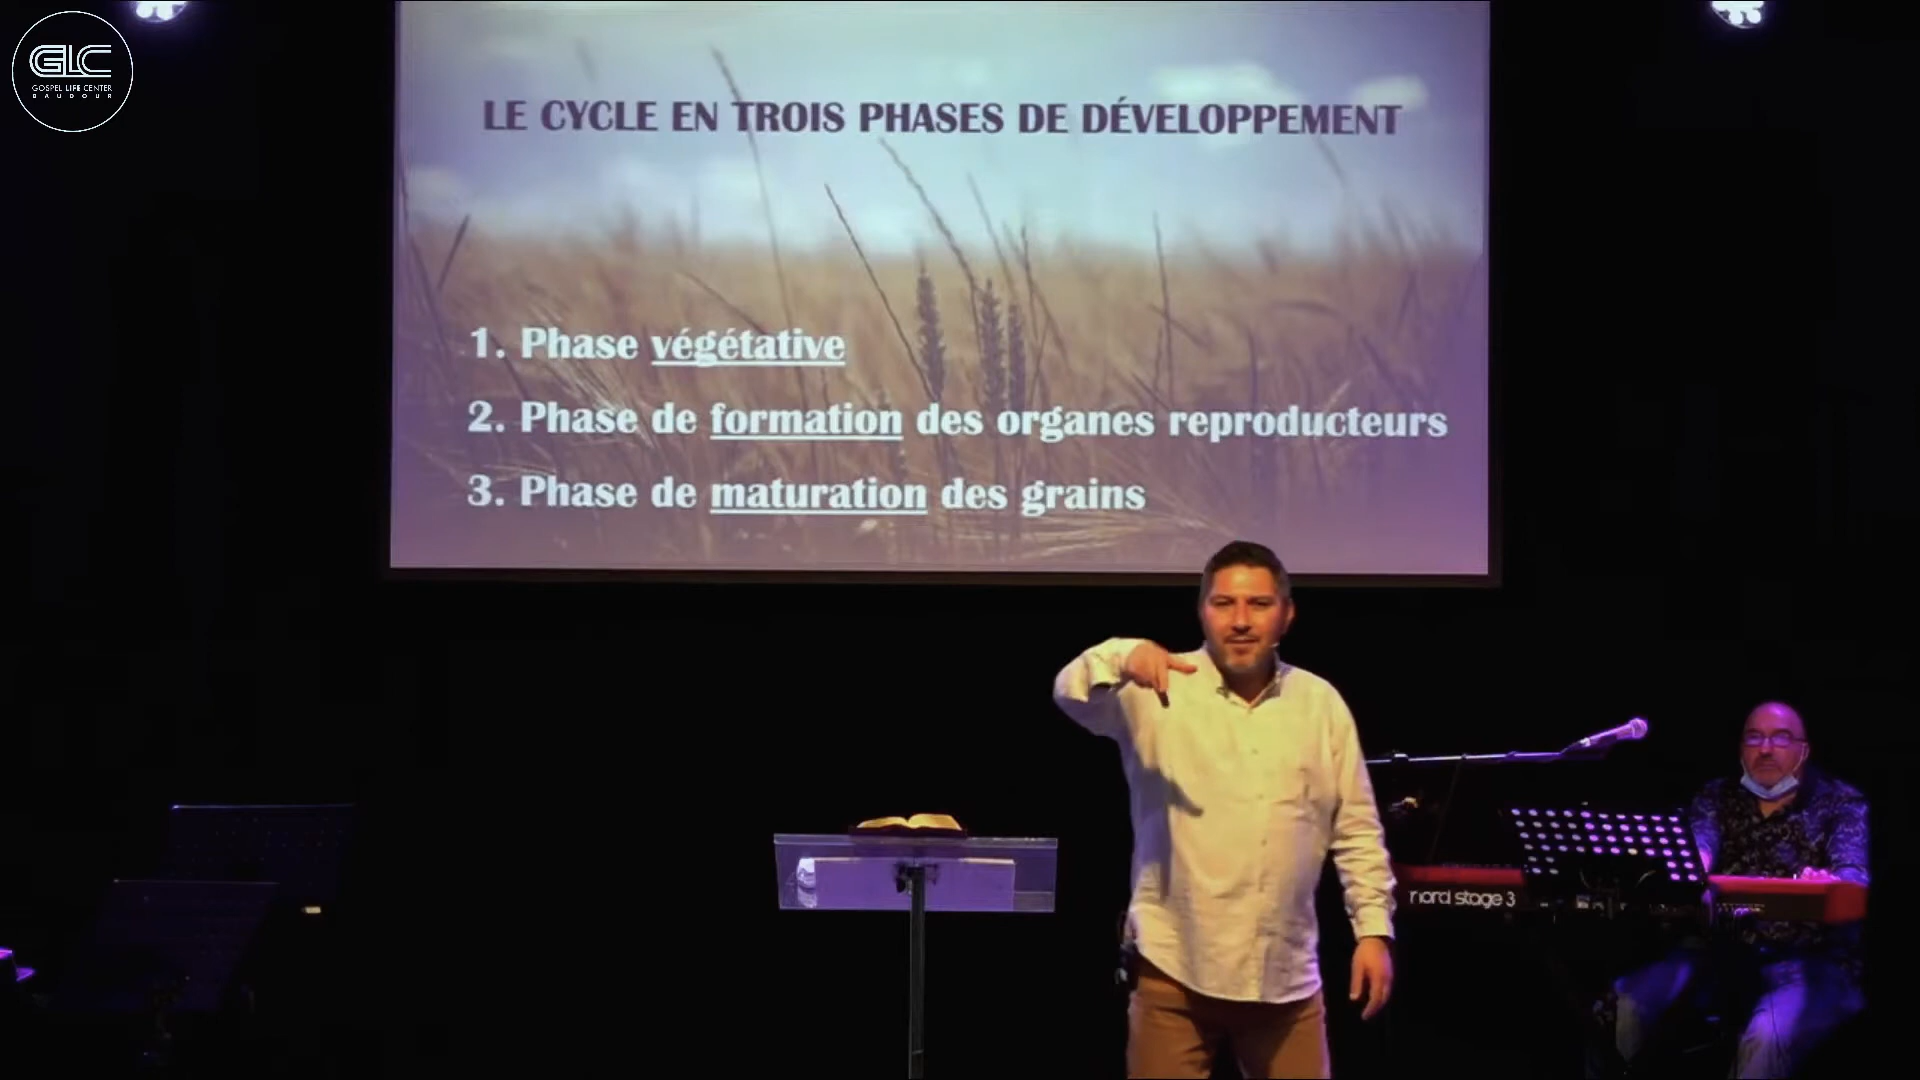 GLC
GOSPEL LIFE CENTER
BAUDOUR
LE CYCLE EN TROIS PHASES DE DÉVELOPPEMENT
1. Phase végétative
2. Phase de formation des organes reproducteurs
3. Phase de maturation des grains
nord stage 3